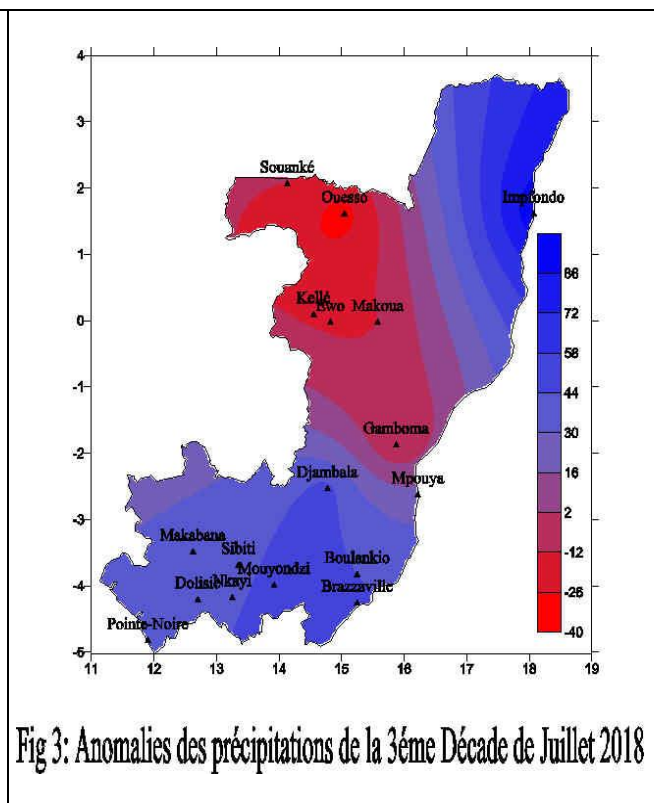 4
3
2
1
0
-1
-2
-3
-4
-5
11 12 13 14 15 16 17 18 19
Souanké
Ouesso
Impfondo
Kellé
Ewo Makoua
Gamboma
Djambala
Mpouya
Makabana
Sibiti
Mouyondzi
Boulankio
Dolisie Nkayi
Brazzaville
Pointe-Noire
86
72
58
44
30
16
2
-12
-26
-40
Fig 3: Anomalies des précipitations de la 3éme Décade de Juillet 2018